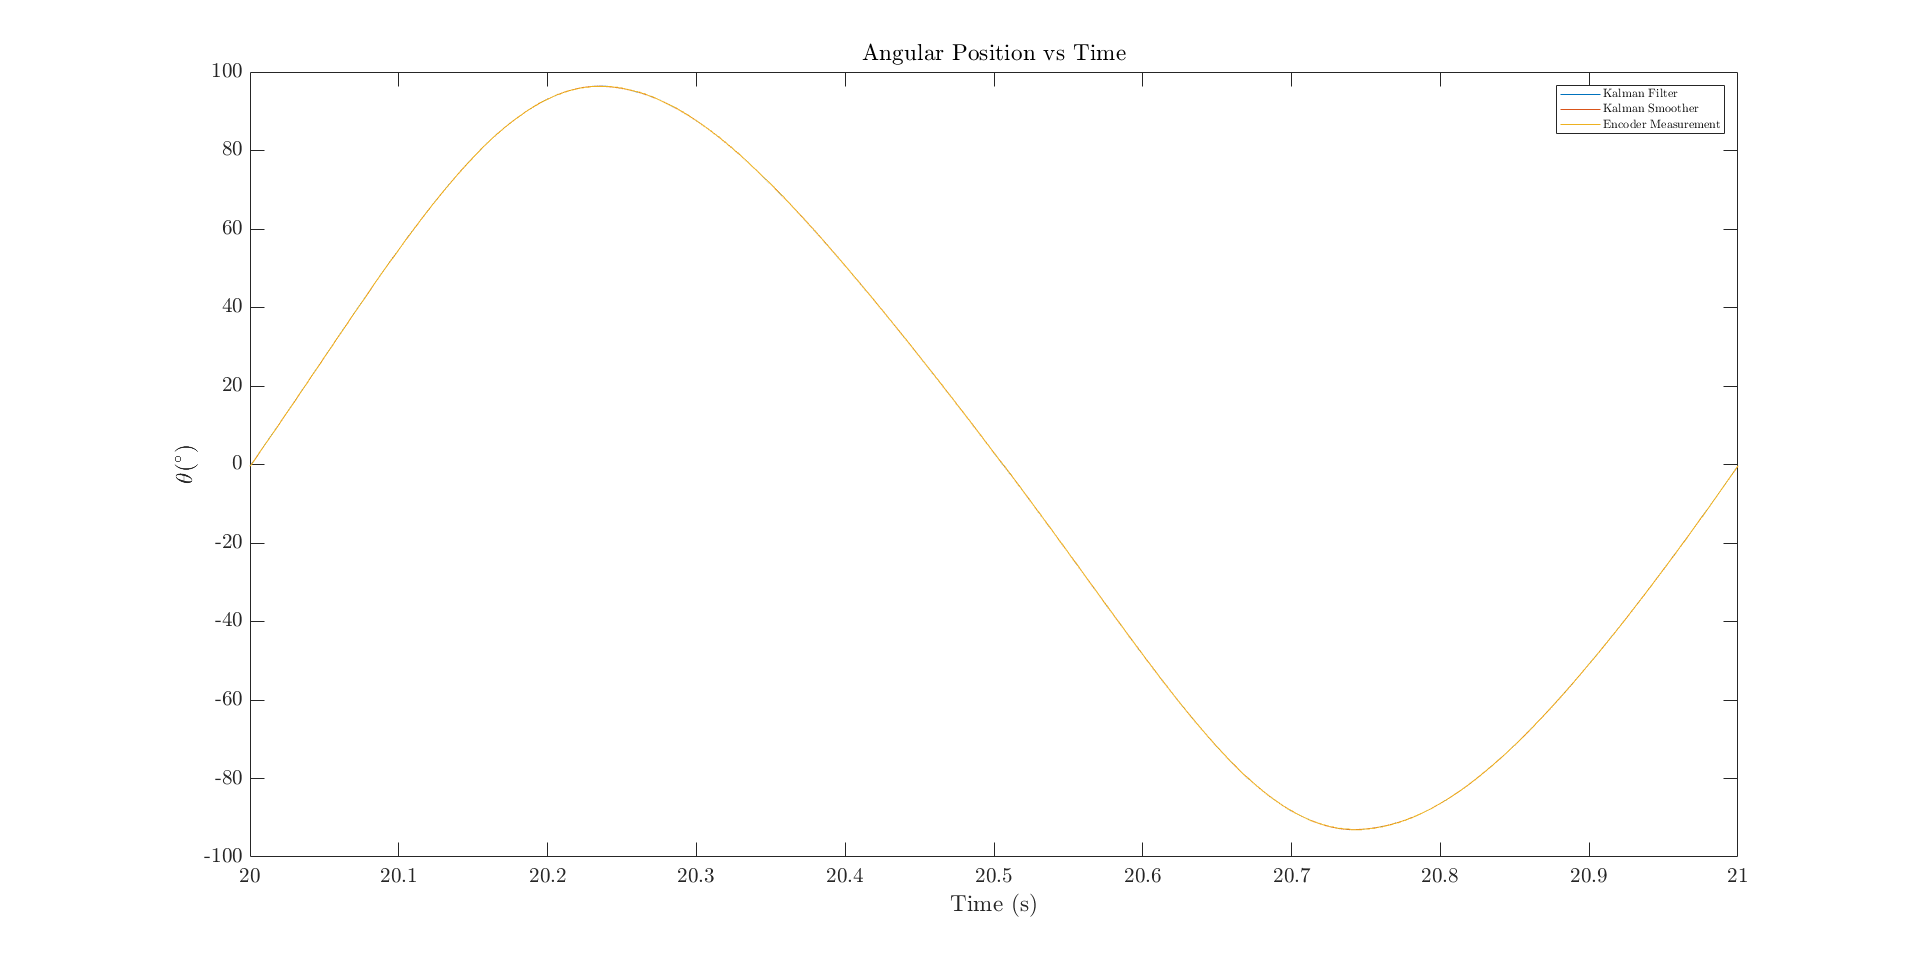 Angular Position vs Time
100
80
60
40
20
0
-20
-40
-60
-80
-100
θ(°)
Kalman Filter
Kalman Smoother
Encoder Measurement
20 20.1 20.2 20.3 20.4 20.5 20.6 20.7 20.8 20.9 21
Time (s)